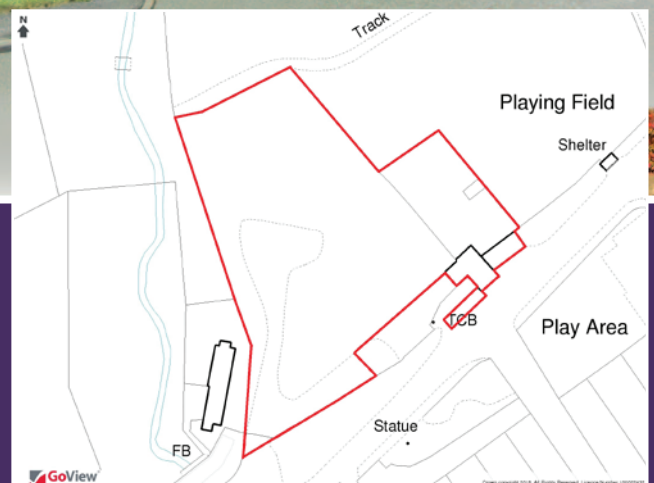 N
Track
Playing Field
Shelter
TCB
Play Area
Statue
FB
GoView